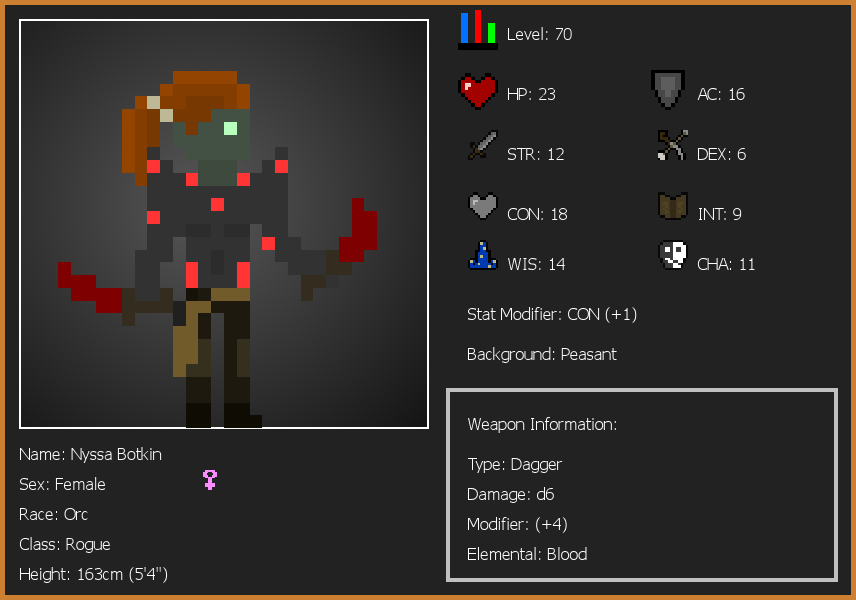 Level: 70
HP: 23
AC: 16
STR: 12
DEX: 6
CON: 18
INT: 9
WIS: 14
CHA: 11
Stat Modifier: CON (+1)
Background: Peasant
Weapon Information:
Type: Dagger
Damage: d6
Modifier: (+4)
Elemental: Blood
Name: Nyssa Botkin
Sex: Female
Race: Orc
Class: Rogue
Height: 163cm (5'4")